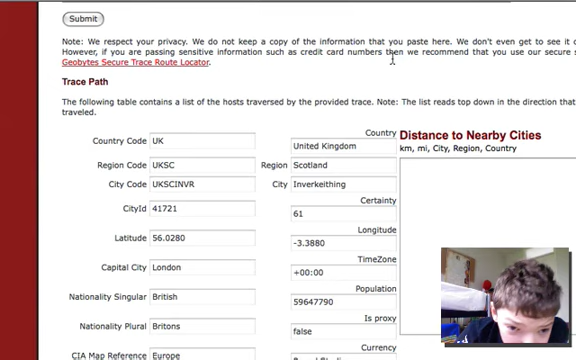 Submit
Note: We respect your privacy. We do not keep a copy of the information that you paste here. We don't even get to see it
However, if you are passing sensitive information such as credit card numbers then we recommend that you use our secure
Geobytes Secure Trace Route Locator.
Trace Path
The following table contains a list of the hosts traversed by the provided trace. Note: The list reads top down in the direction that
traveled.
Country Code UK
Country United Kingdom
Region Code UKSC
Region Scotland
City Code UKSCINVR
City Inverkeithing
CityId 41721
Certainty 61
Latitude 56.0280
Longitude -3.3880
Capital City London
TimeZone +00:00
Nationality Singular British
Population 59647790
Nationality Plural Britons
Is proxy false
CIA Map Reference Europe
Currency
Distance to Nearby Cities
km, mi, City, Region, Country